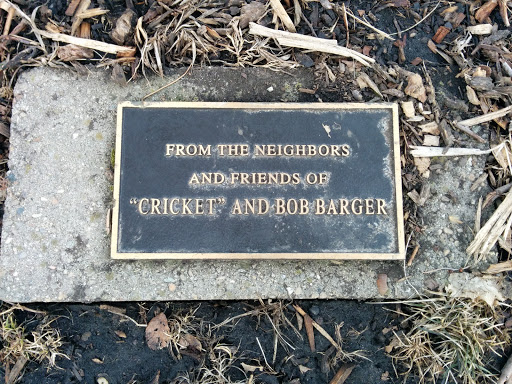 FROM THE NEIGHBORS
AND FRIENDS OF
“CRICKET” AND BOB BARGER